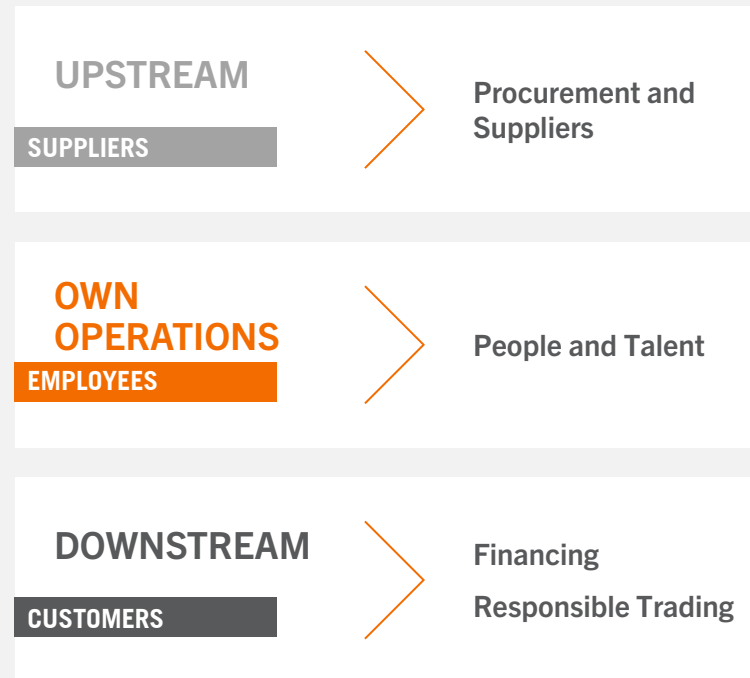 UPSTREAM
SUPPLIERS
Procurement and
Suppliers
OWN
OPERATIONS
EMPLOYEES
People and Talent
DOWNSTREAM
CUSTOMERS
Financing
Responsible Trading